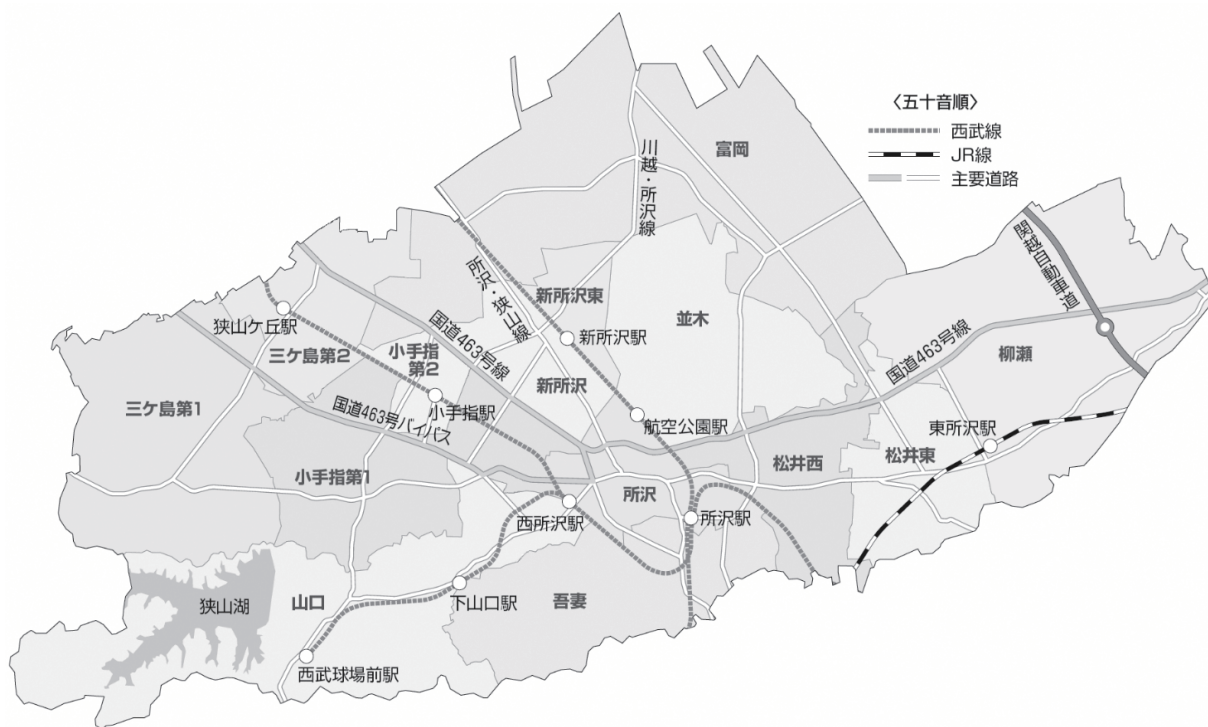 〈五十音順〉
西武線
JR線
主要道路
富岡
川越・所沢線
関越自動車道
所沢・狭山線
新所沢東
並木
狭山ケ丘駅
新所沢駅
国道463号線
国道463号線
柳瀬
三ケ島第2
小手指
第2
新所沢
三ケ島第1
小手指駅
国道463号バイパス
航空公園駅
東所沢駅
松井西
松井東
小手指第1
所沢
西所沢駅
所沢駅
狭山湖
山口
下山口駅
吾妻
西武球場前駅